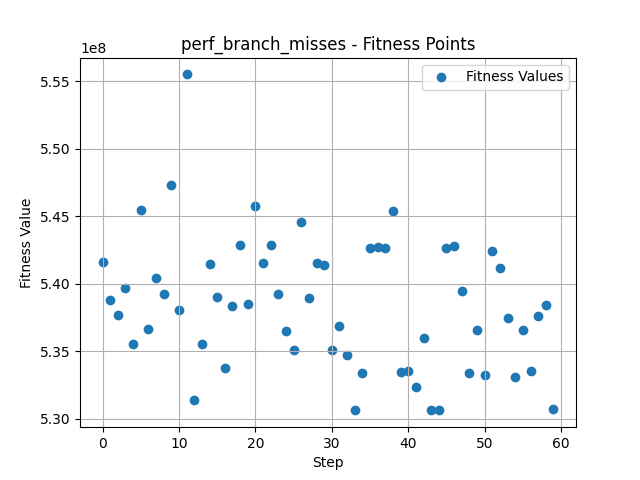 perf_branch_misses - Fitness Points
1e8
Fitness Values
5.55
5.50
5.45
5.40
5.35
5.30
Fitness Value
0 10 20 30 40 50 60
Step